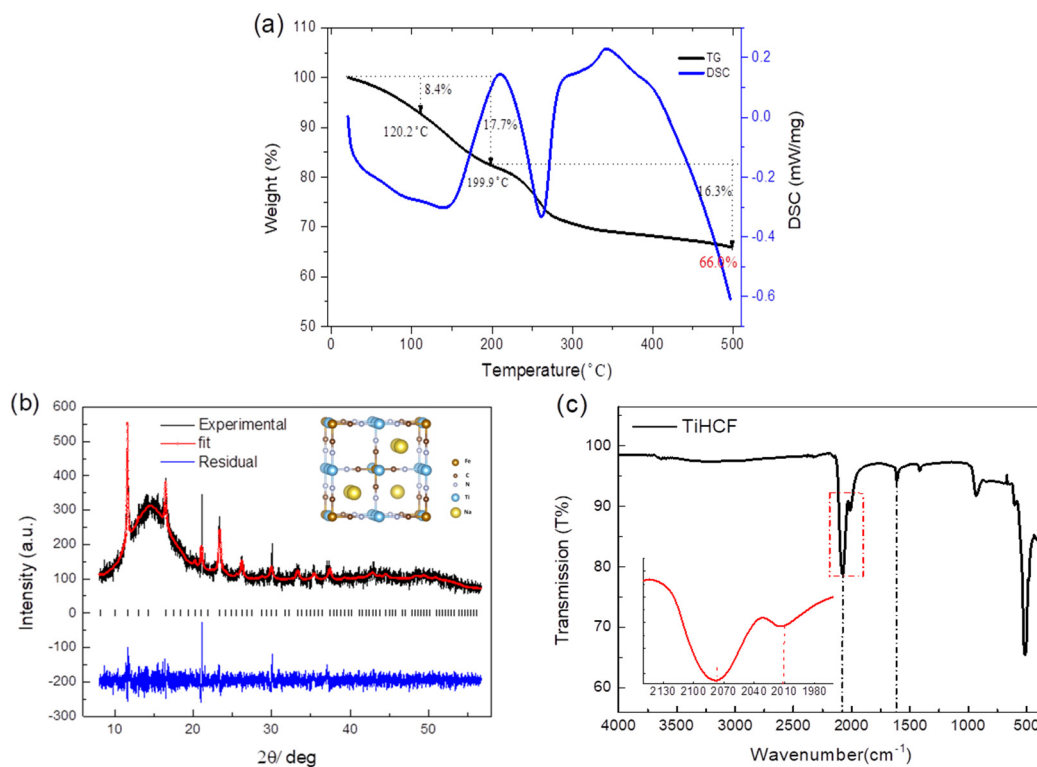 (a)
110
100
90
80
70
60
50
Weight (%)
TG
DSC
8.4%
120.2˚C
17.7%
199.9˚C
16.3%
66.0%
0.2
0.0
-0.2
-0.4
-0.6
DSC (mW/mg)
0 100 200 300 400 500
Temperature(˚C)
(b)
600
500
400
300
200
100
0
-100
-200
-300
Intensity (a.u.)
Experimental
fit
Residual
Fe
C
N
Ti
Na
10 20 30 40 50
2θ/ deg
(c)
TiHCF
100
90
80
70
60
Transmission (T%)
2130 2100 2070 2040 2010 1980
4000 3500 3000 2500 2000 1500 1000 500
Wavenumber(cm⁻¹)